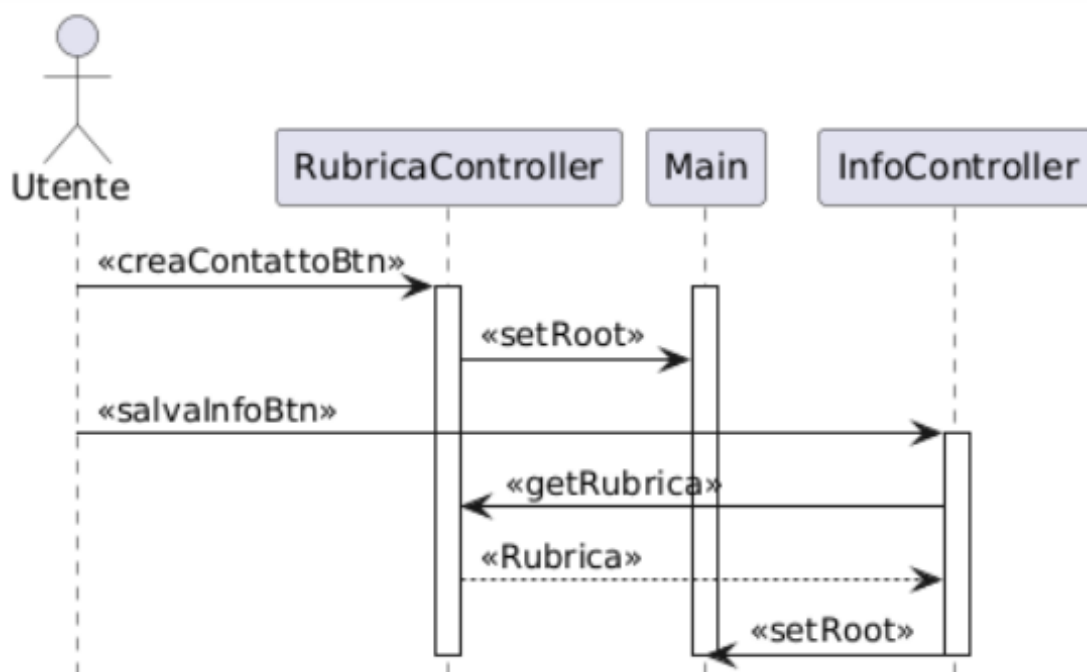 Utente
RubricaController
Main
InfoController
«creaContattoBtn»
«setRoot»
«salvaInfoBtn»
«getRubrica»
«Rubrica»
«setRoot»